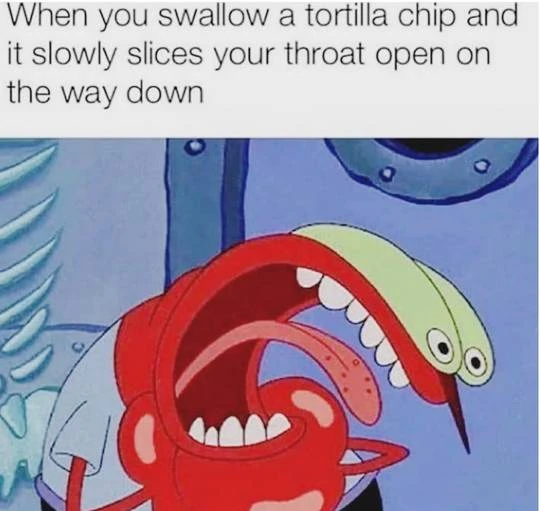 When you swallow a tortilla chip and
it slowly slices your throat open on
the way down